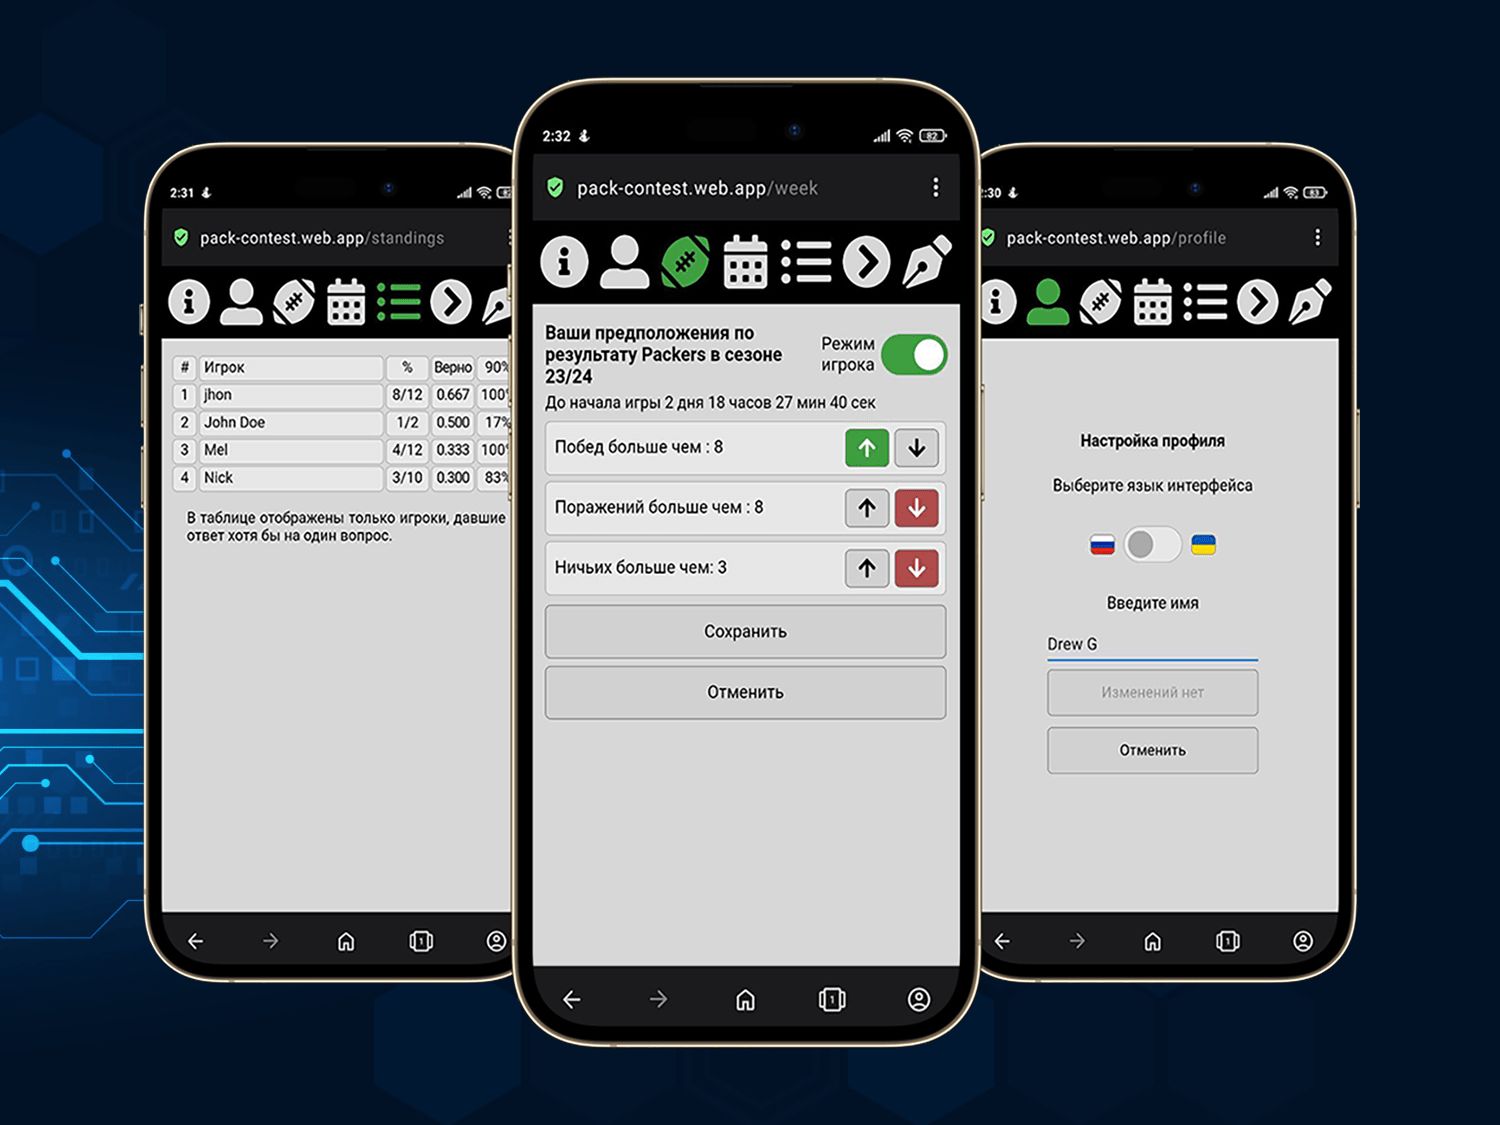 2:31
pack-contest.web.app/standings
# Игрок % Верно 90%
1 jhon 8/12 0.667 100%
2 John Doe 1/2 0.500 17%
3 Mel 4/12 0.333 100%
4 Nick 3/10 0.300 83%
В таблице отображены только игроки, давшие
ответ хотя бы на один вопрос.
1
2:32
82
pack-contest.web.app/week
Ваши предположения по
результату Packers в сезоне
23/24
Режим
игрока
До начала игры 2 дня 18 часов 27 мин 40 сек
Побед больше чем : 8
Поражений больше чем : 8
Ничьих больше чем: 3
Сохранить
Отменить
1
:30
83
pack-contest.web.app/profile
Настройка профиля
Выберите язык интерфейса
Введите имя
Drew G
Изменений нет
Отменить
1